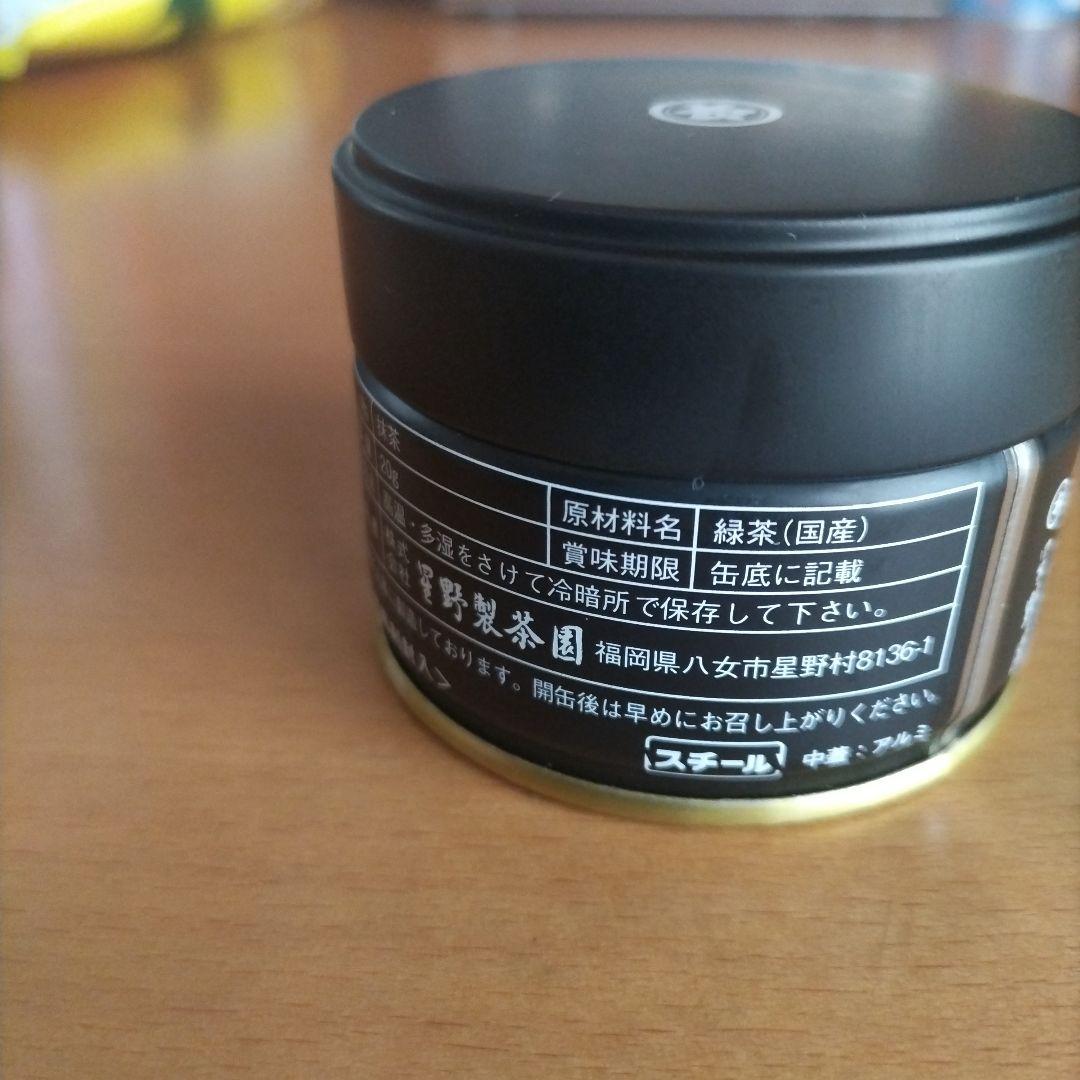 抹茶
20g
原材料名 緑茶(国産)
賞味期限 缶底に記載
高温・多湿をさけて冷暗所で保存して下さい。
株式会社 星野製茶園 福岡県八女市星野村8136-1
しております。開缶後は早めにお召し上がりください。
入>
スチール 中蓋:アルミ